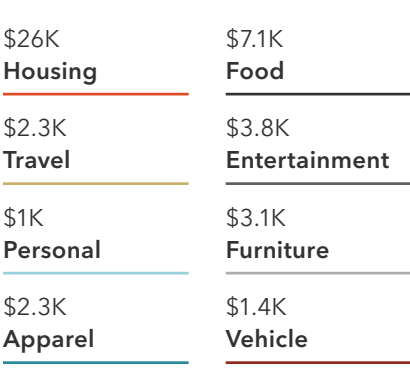 $26K
Housing
$7.1K
Food
$2.3K
Travel
$3.8K
Entertainment
$1K
Personal
$3.1K
Furniture
$2.3K
Apparel
$1.4K
Vehicle